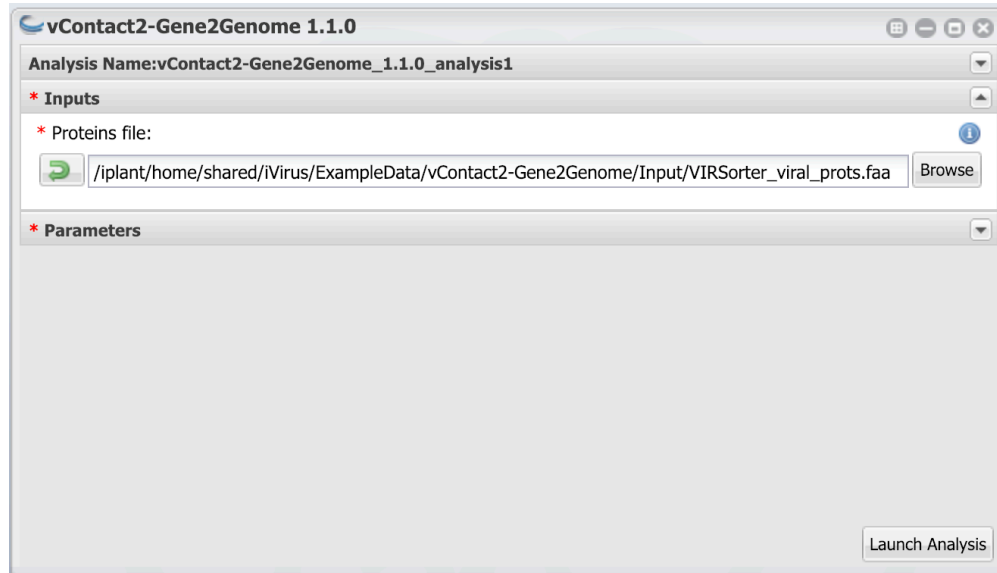 vContact2-Gene2Genome 1.1.0
Analysis Name:vContact2-Gene2Genome_1.1.0_analysis1
* Inputs
* Proteins file:
/iplant/home/shared/iVirus/ExampleData/vContact2-Gene2Genome/Input/VIRSorter_viral_prots.faa Browse
* Parameters
Launch Analysis